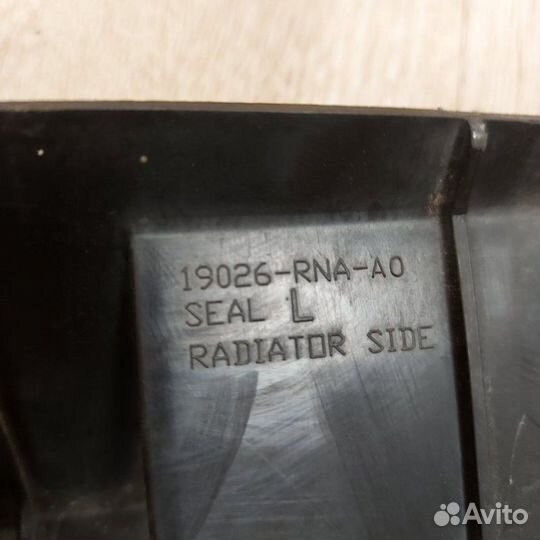 19026-RNA-A0
SEAL L
RADIATOR SIDE
Avito